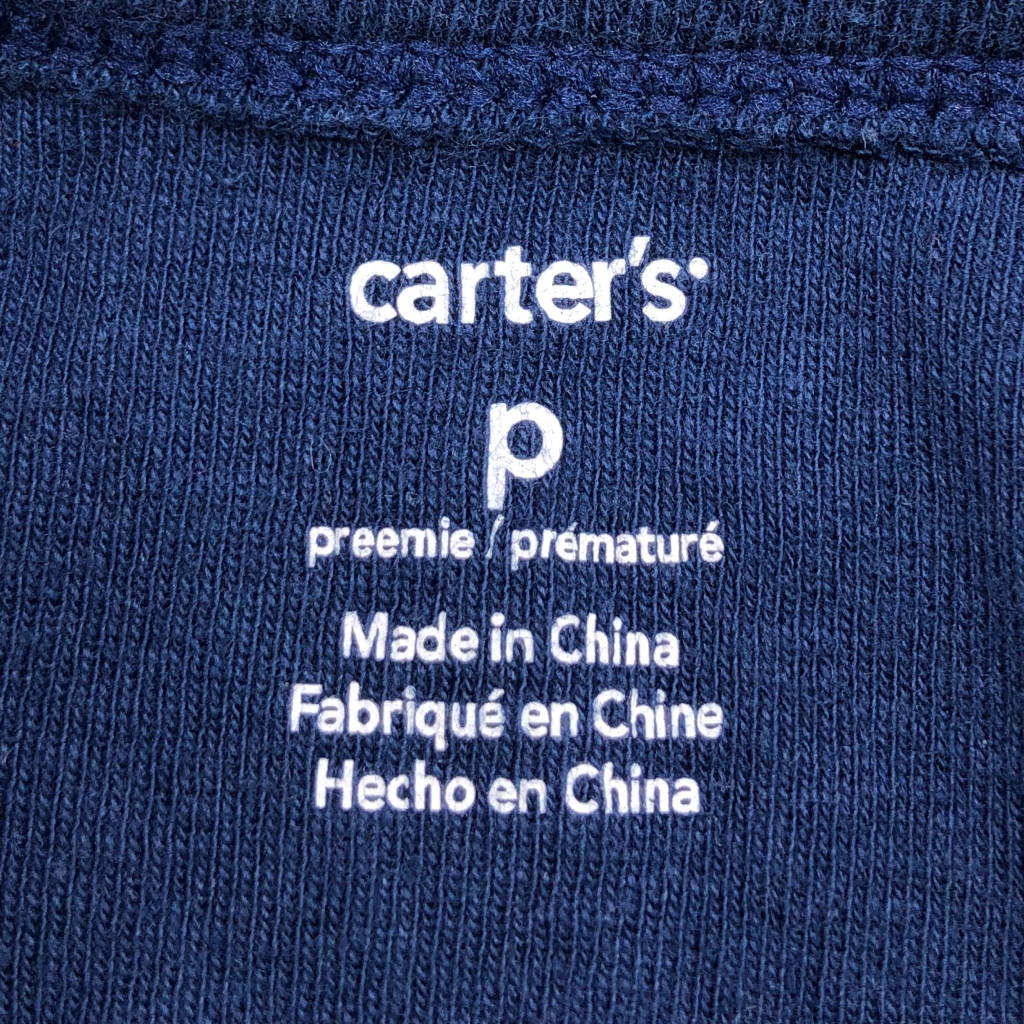 carter's
p
preemie / prématuré
Made in China
Fabriqué en Chine
Hecho en China